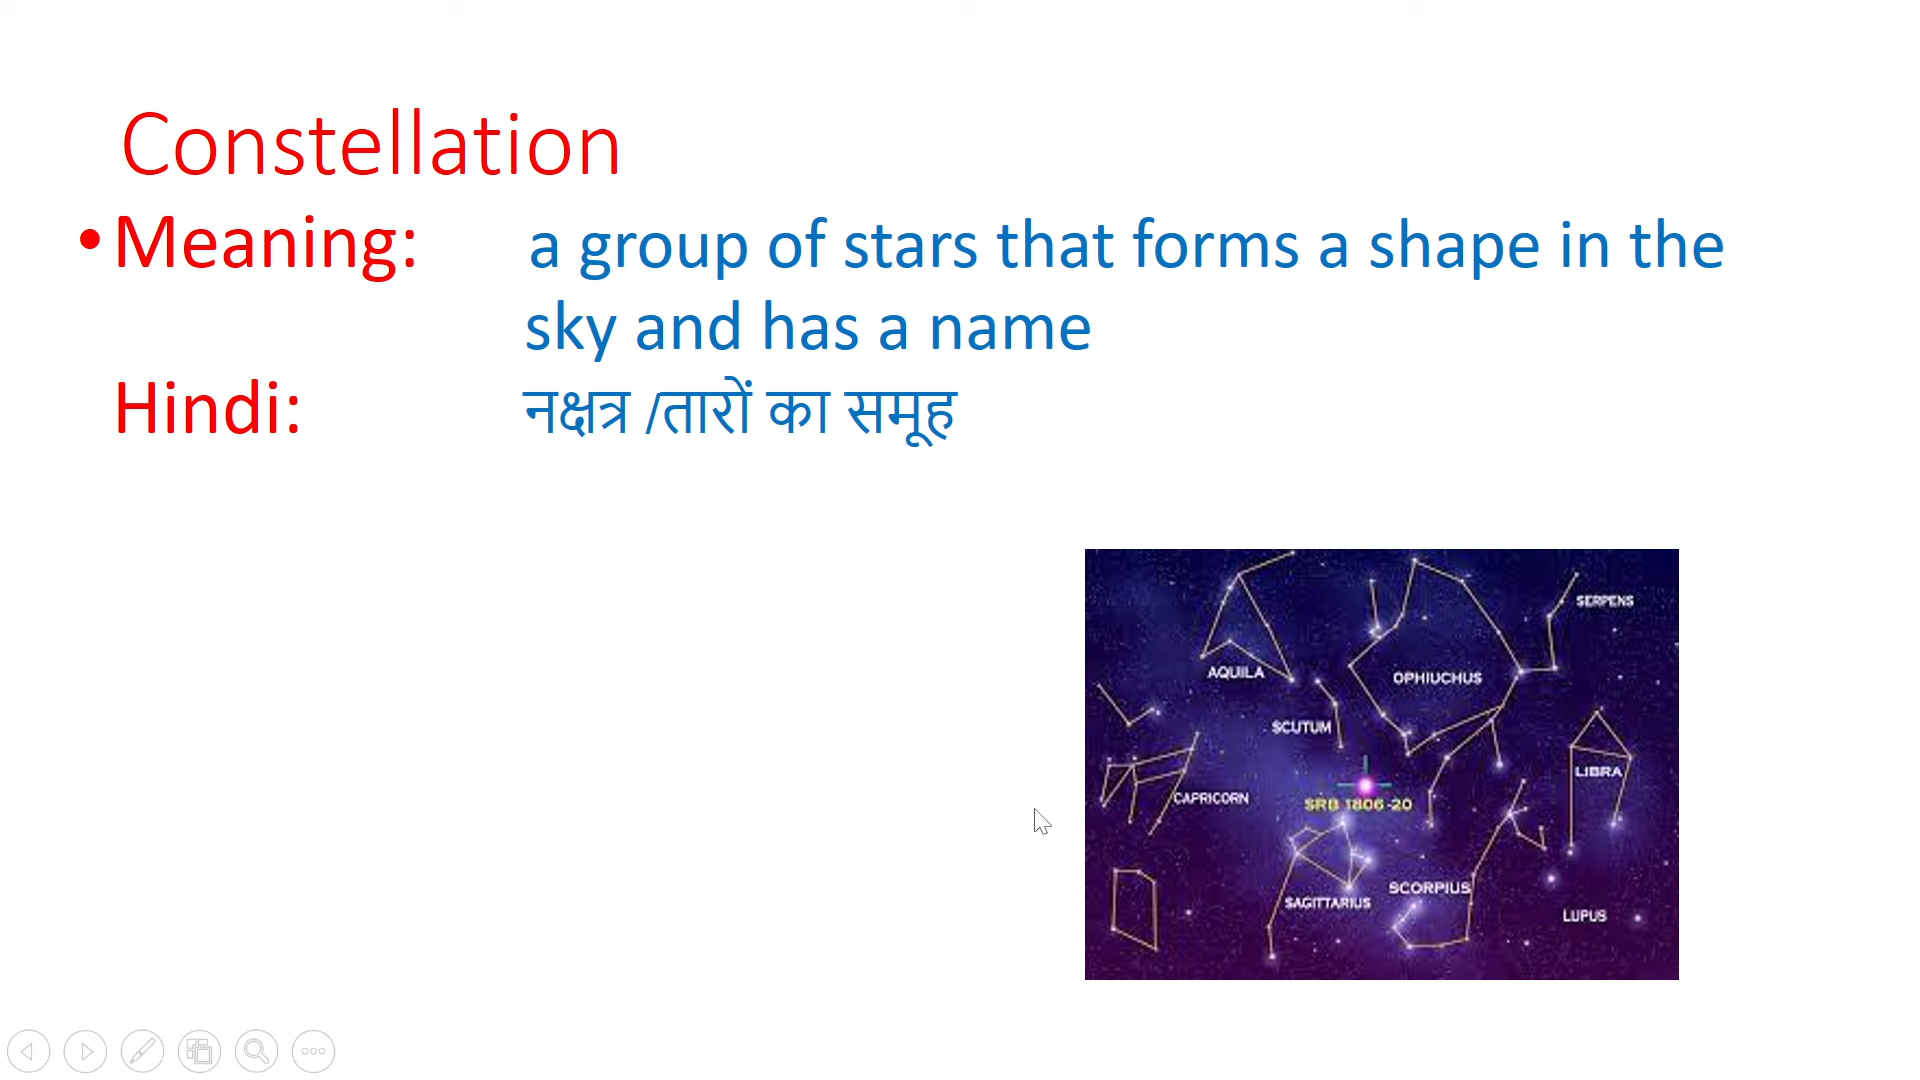 Constellation
• Meaning: a group of stars that forms a shape in the
sky and has a name
Hindi: नक्षत्र /तारों का समूह
SERPENS
AQUILA
OPHIUCHUS
SCUTUM
LIBRA
CAPRICORN
SRB 1806-20
SCORPIUS
SAGITTARIUS
LUPUS